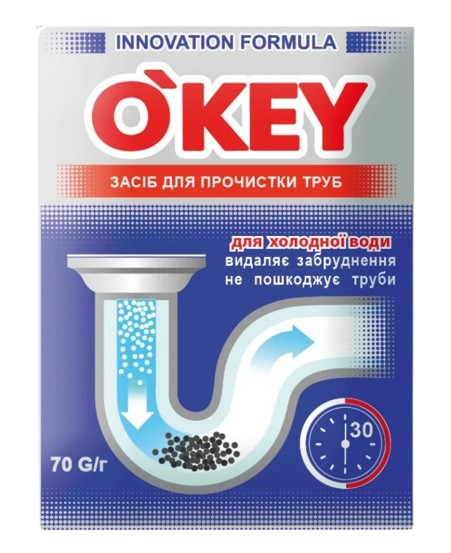 INNOVATION FORMULA
O`KEY
ЗАСІБ ДЛЯ ПРОЧИСТКИ ТРУБ
для холодної води
видаляє забруднення
не пошкоджує труби
30
70 G/г